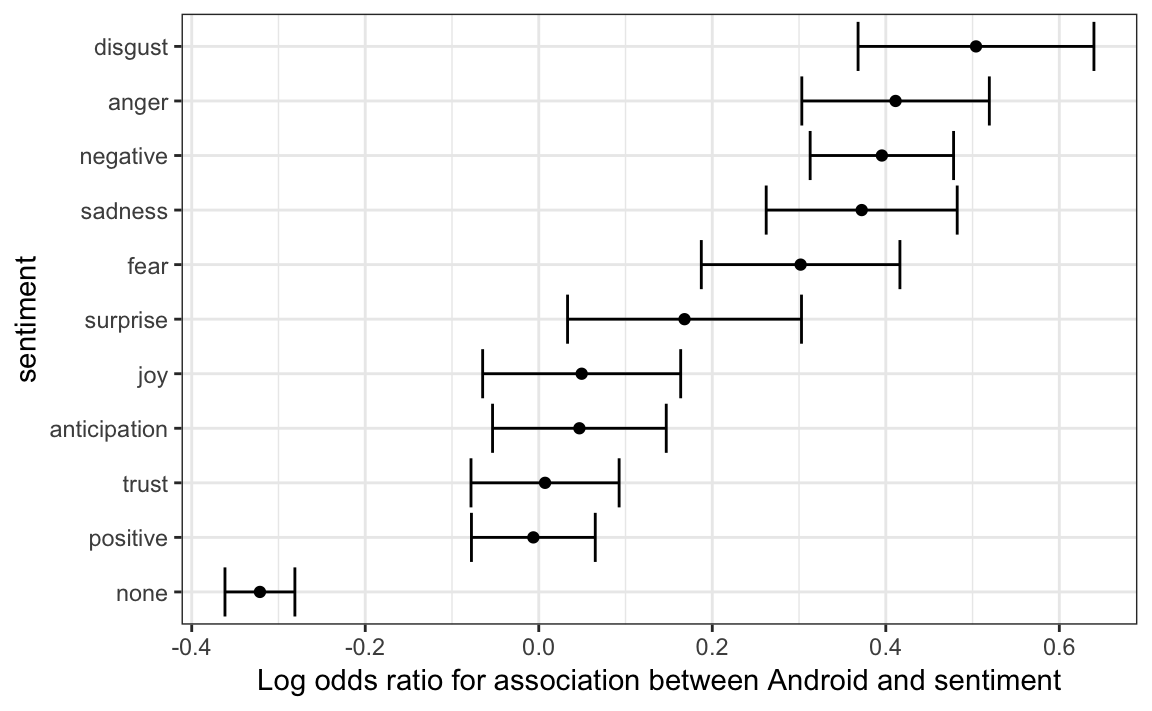 disgust
anger
negative
sadness
fear
surprise
joy
anticipation
trust
positive
none
sentiment
-0.4 -0.2 0.0 0.2 0.4 0.6
Log odds ratio for association between Android and sentiment